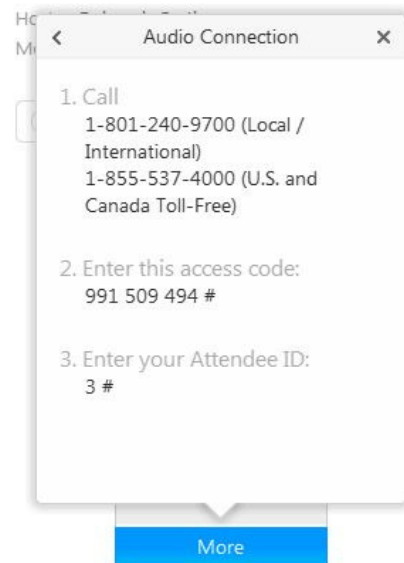 Audio Connection
1. Call
1-801-240-9700 (Local /
International)
1-855-537-4000 (U.S. and
Canada Toll-Free)
2. Enter this access code:
991 509 494 #
3. Enter your Attendee ID:
3 #
More